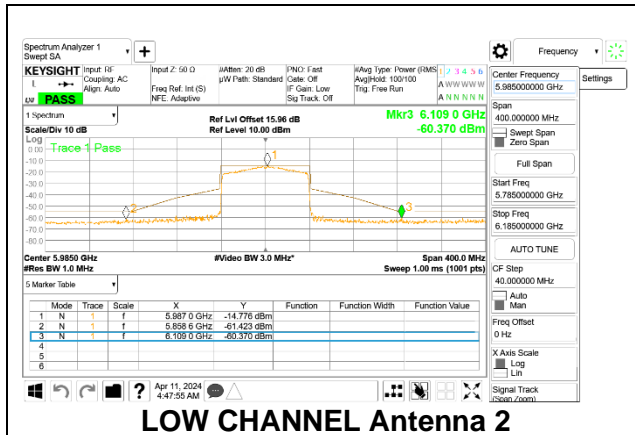 Spectrum Analyzer 1
Swept SA
+
Frequency
KEYSIGHT Input: RF Input Z: 50 Ω #Atten: 20 dB PNO: Fast #Avg Type: Power (RMS 1 2 3 4 5 6
Coupling: AC µW Path: Standard Gate: Off Avg|Hold: 100/100 A W W W W W
L Align: Auto Freq Ref: Int (S) IF Gain: Low Trig: Free Run
PASS NFE: Adaptive Sig Track: Off A N N N N N
1 Spectrum Ref Lvl Offset 15.96 dB Mkr3 6.109 0 GHz
Scale/Div 10 dB Ref Level 10.00 dBm -60.370 dBm
Log
Trace 1 Pass
0.00
-10.0
-20.0
-30.0
-40.0
-50.0
-60.0
-70.0
-80.0
1
2
3
Center 5.9850 GHz #Video BW 3.0 MHz* Span 400.0 MHz
#Res BW 1.0 MHz Sweep 1.00 ms (1001 pts)
5 Marker Table
Mode Trace Scale X Y Function Function Width Function Value
1 N 1 f 5.987 0 GHz -14.776 dBm
2 N 1 f 5.858 6 GHz -61.423 dBm
3 N 1 f 6.109 0 GHz -60.370 dBm
4
5
6
? Apr 11, 2024
4:47:55 AM
Center Frequency
5.985000000 GHz
Settings
Span
400.000000 MHz
Swept Span
Zero Span
Full Span
Start Freq
5.785000000 GHz
Stop Freq
6.185000000 GHz
AUTO TUNE
CF Step
40.000000 MHz
Auto
Man
Freq Offset
0 Hz
X Axis Scale
Log
Lin
Signal Track
(Span Zoom)
LOW CHANNEL Antenna 2